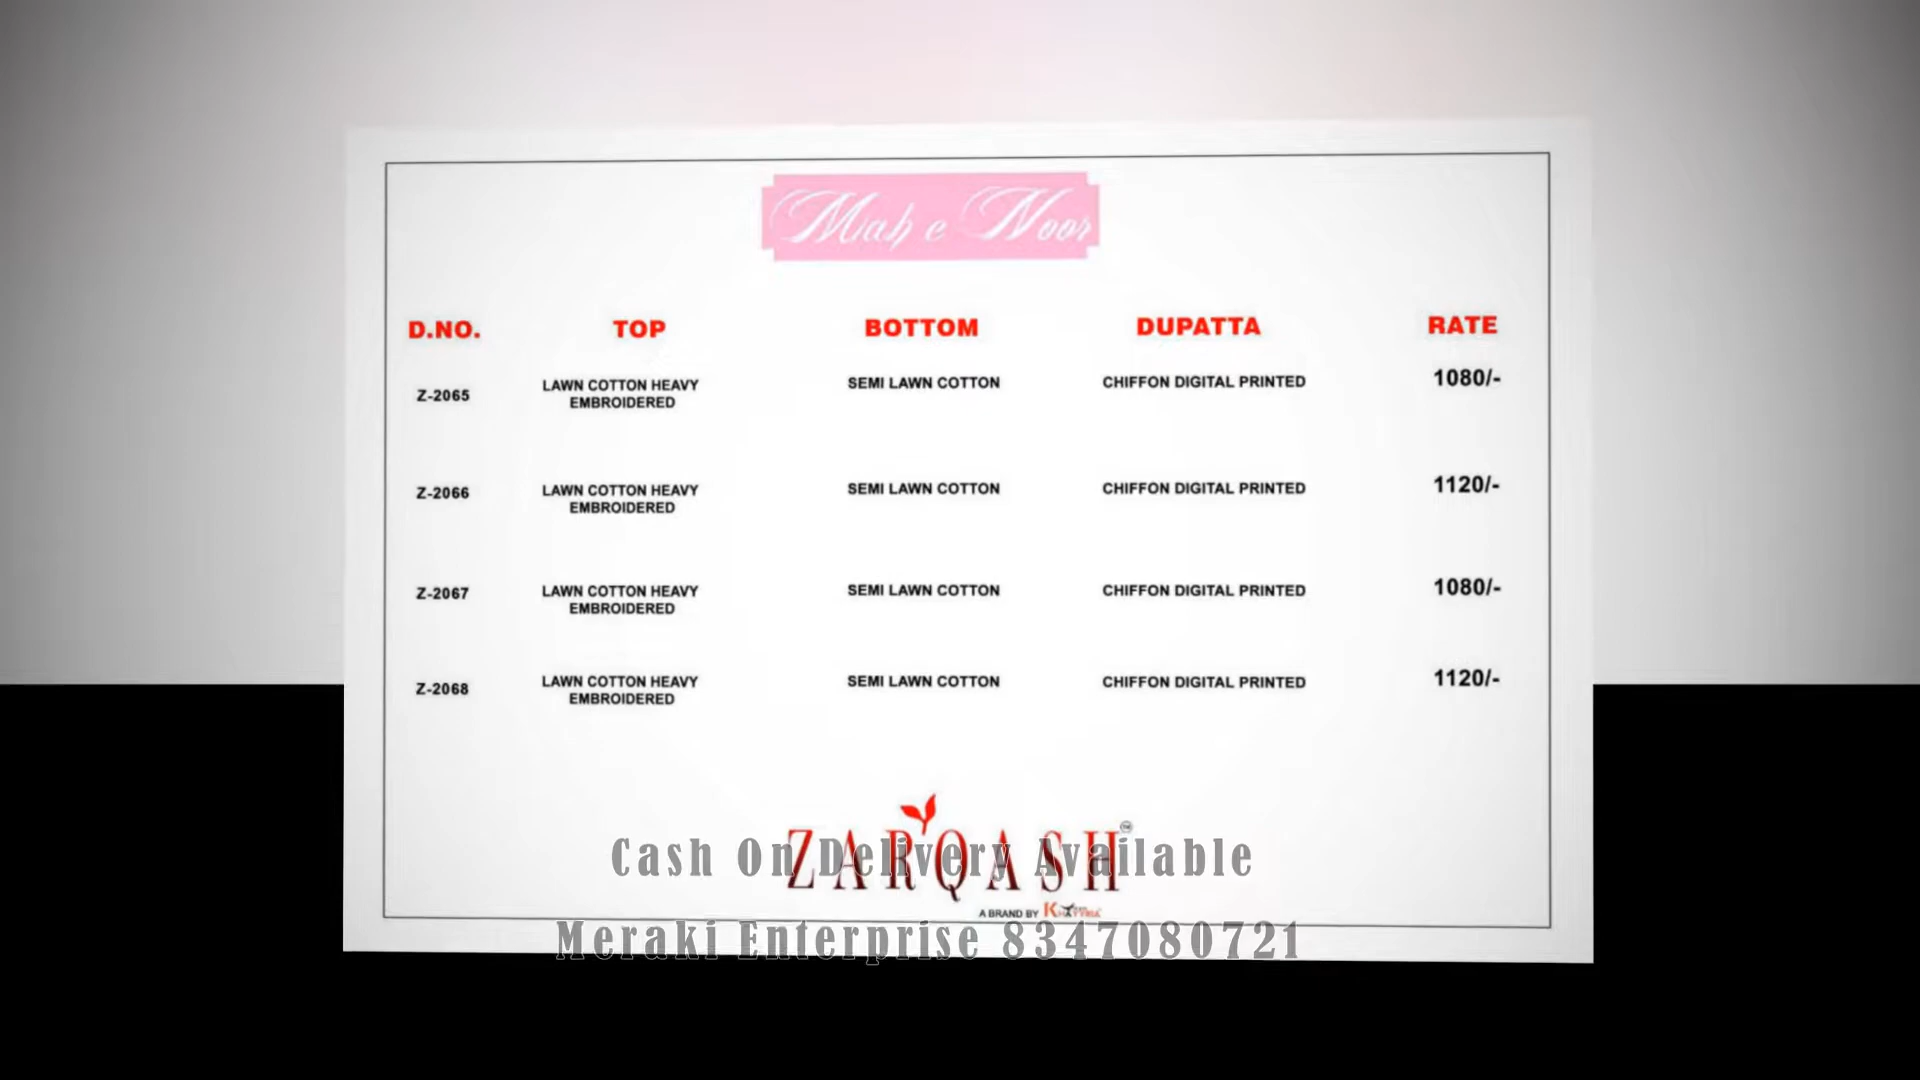 Mah e Noor
D.NO. TOP BOTTOM DUPATTA RATE
Z-2065 LAWN COTTON HEAVY EMBROIDERED SEMI LAWN COTTON CHIFFON DIGITAL PRINTED 1080/-
Z-2066 LAWN COTTON HEAVY EMBROIDERED SEMI LAWN COTTON CHIFFON DIGITAL PRINTED 1120/-
Z-2067 LAWN COTTON HEAVY EMBROIDERED SEMI LAWN COTTON CHIFFON DIGITAL PRINTED 1080/-
Z-2068 LAWN COTTON HEAVY EMBROIDERED SEMI LAWN COTTON CHIFFON DIGITAL PRINTED 1120/-
ZARQASH
Cash On Delivery Available
A BRAND BY
Meraki Enterprise 8347080721